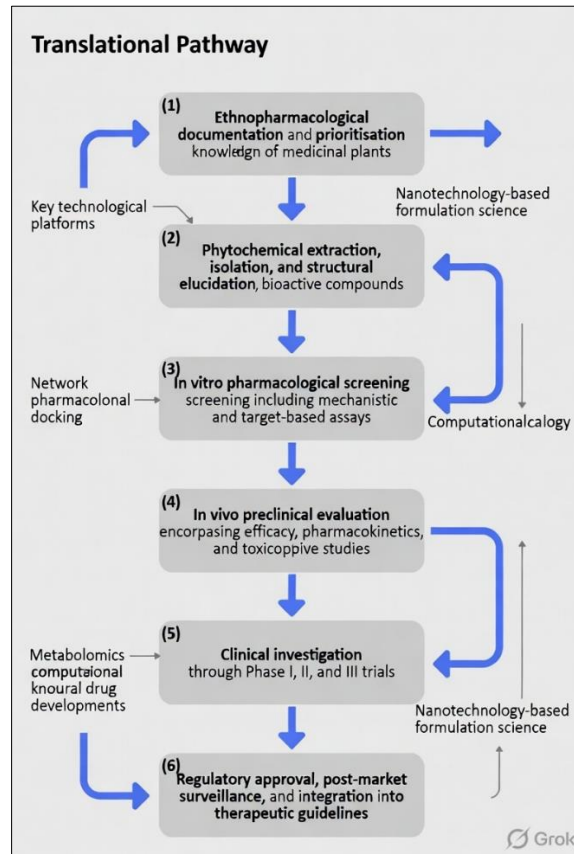 Translational Pathway
(1)
Ethnopharmacological
documentation and prioritisation
knowledgn of medicinal plants
Key technological
platforms
Nanotechnology-based
formulation science
(2)
Phytochemical extraction,
isolation, and structural
elucidation, bioactive compounds
(3)
In vitro pharmacological screening
screening including mechanistic
and target-based assays
Network
pharmacolonal
docking
Computationalcalogy
(4)
In vivo preclinical evaluation
encorpasing efficacy, pharmacokinetics,
and toxicoppive studies
(5)
Clinical investigation
through Phase I, II, and III trials
Metabolomics
compuzational
knoural drug
developments
Nanotechnology-based
formulation science
(6)
Regulatory approval, post-market
surveillance, and integration into
therapeutic guidelines
Grok